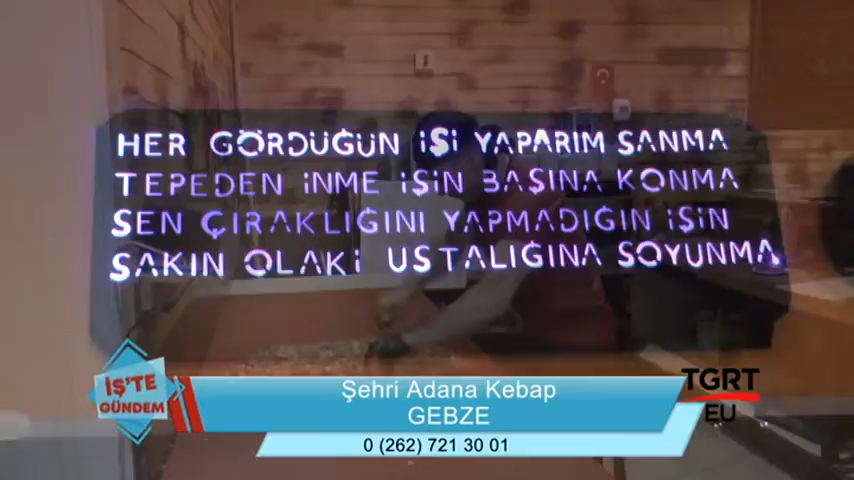 HER GÖRDÜĞÜN İŞİ YAPARIM SANMA
TEPEDEN İNME İŞİN BAŞINA KONMA
SEN ÇIRAKLIĞINI YAPMADIĞIN İŞİN
SAKIN OLAKİ USTALIĞINA SOYUNMA
İŞ'TE
GÜNDEM
Şehri Adana Kebap
GEBZE
0 (262) 721 30 01
TGRT
EU